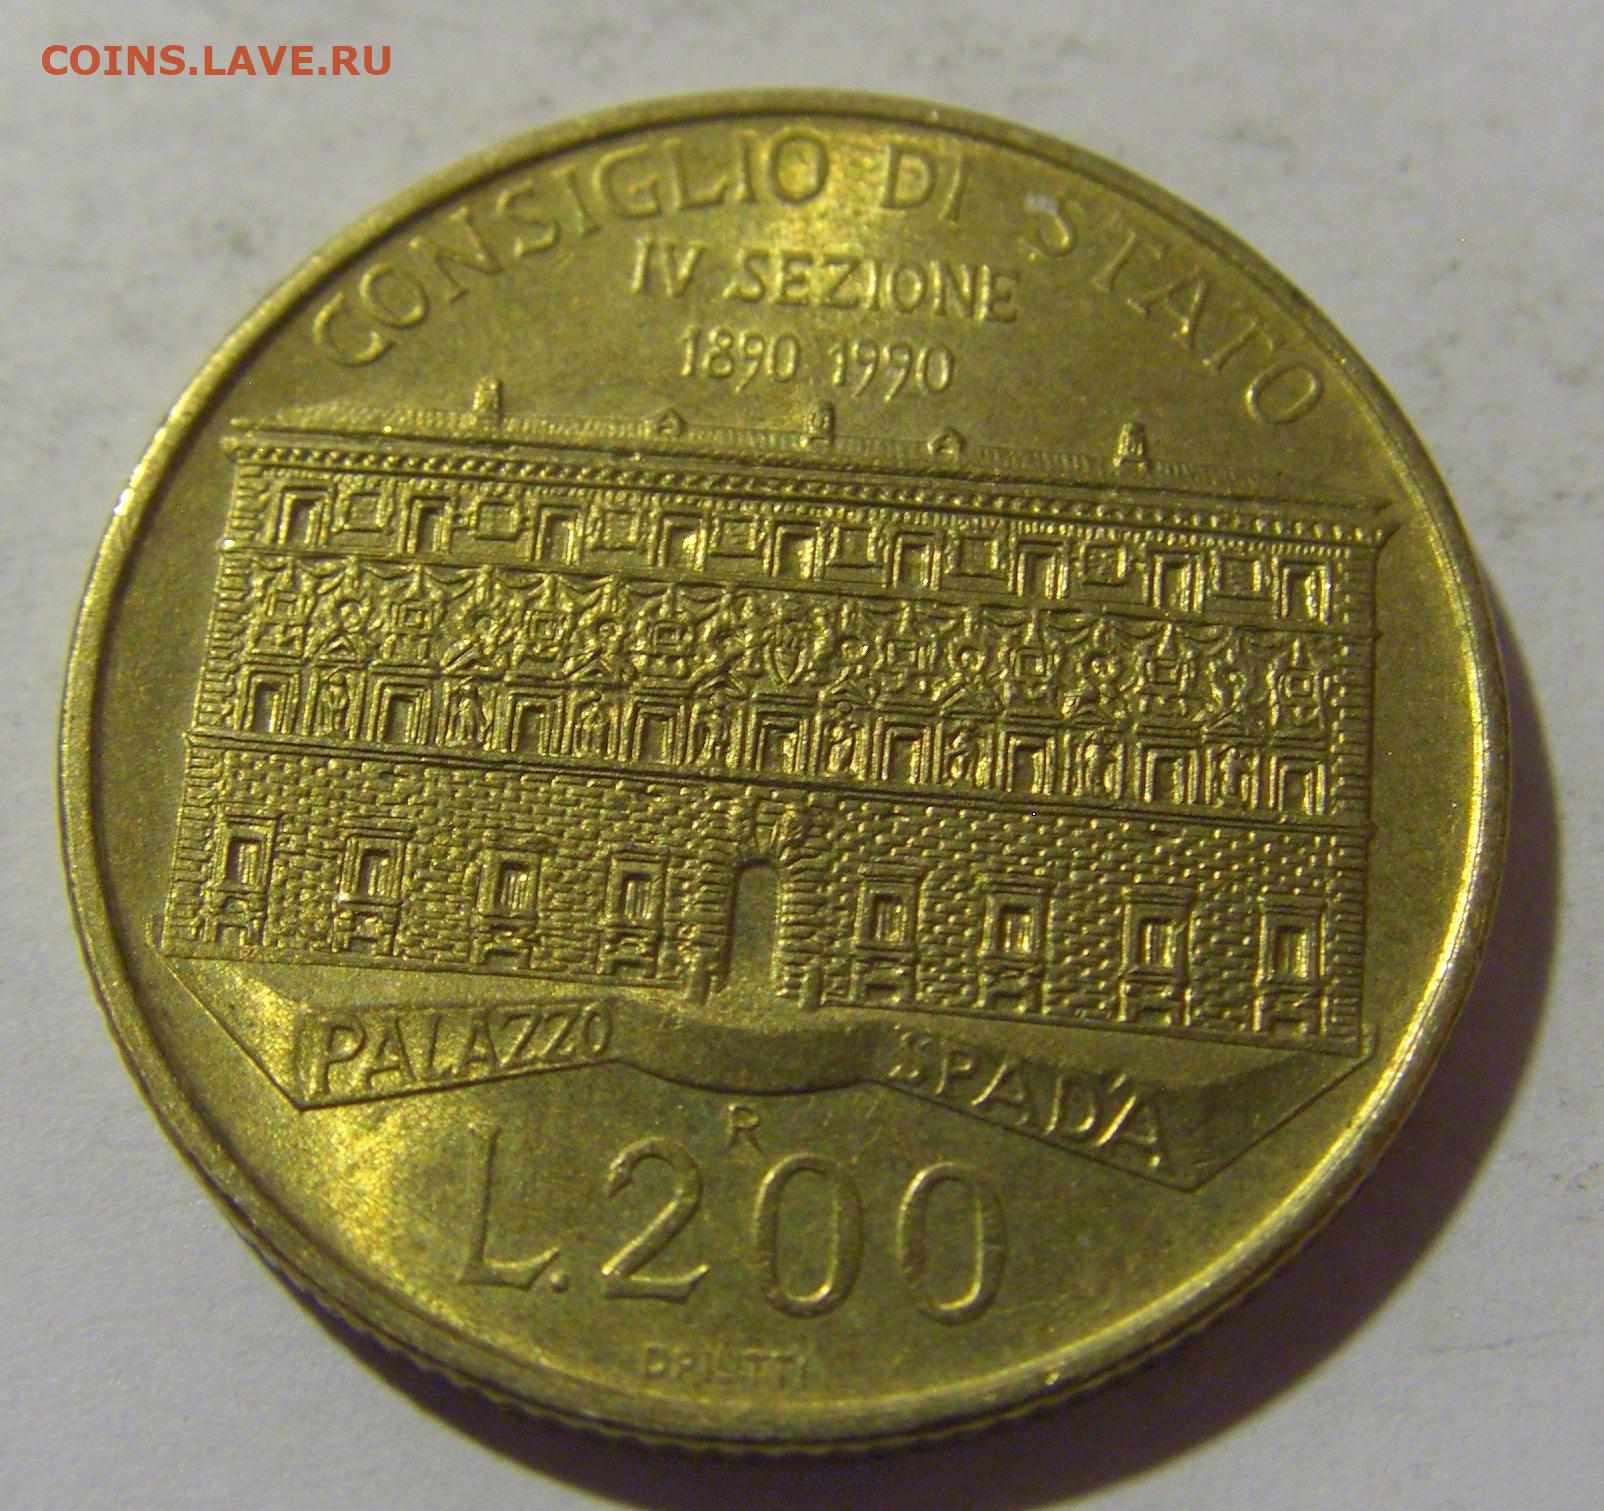 COINS.LAVE.RU
CONSIGLIO DI STATO
IV SEZIONE
1890 1990
PALAZZO SPADA
R
L.200